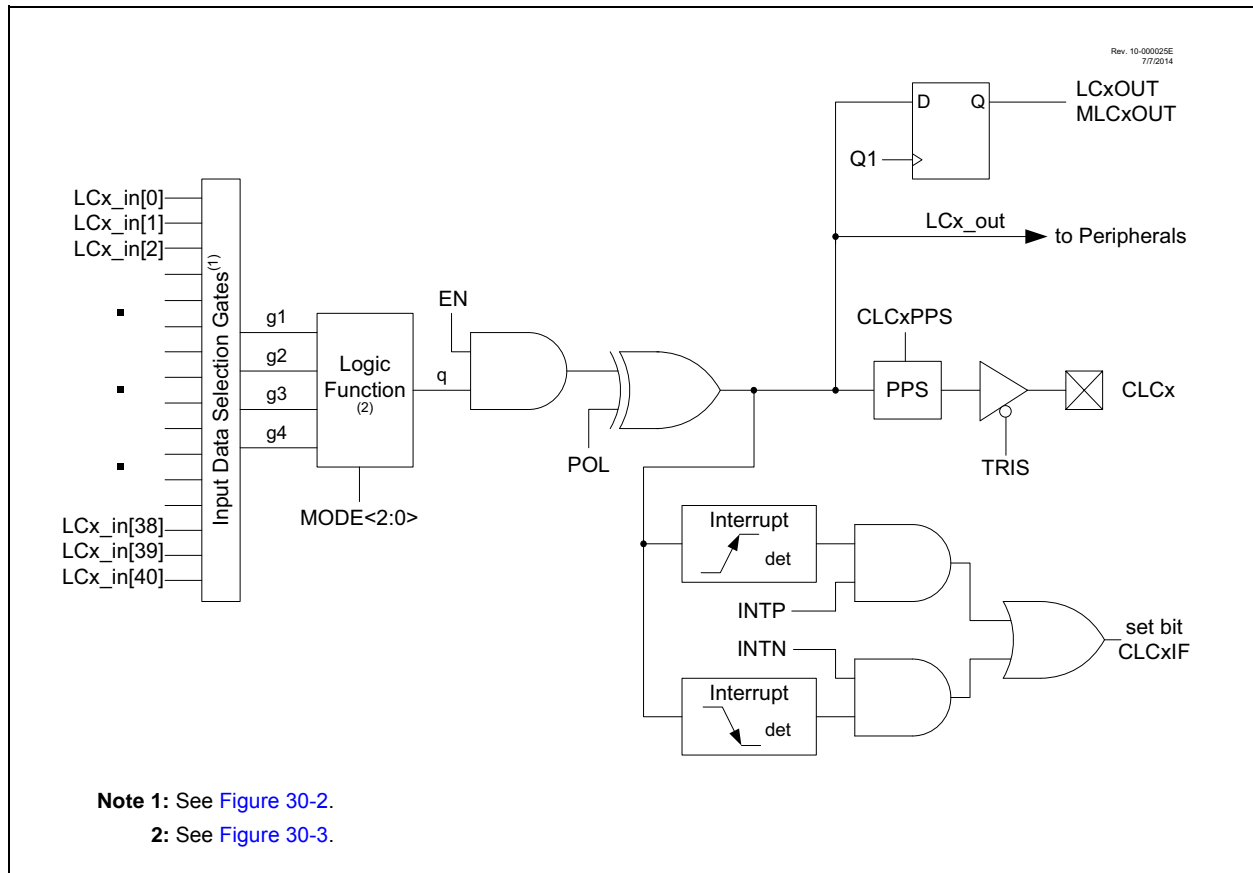 Rev. 10-000025E
7/7/2014
LCxOUT
MLCxOUT
D Q
Q1
LCx_out
to Peripherals
LCx_in[0]
LCx_in[1]
LCx_in[2]
LCx_in[38]
LCx_in[39]
LCx_in[40]
Input Data Selection Gates(1)
g1
g2
g3
g4
Logic
Function
(2)
MODE<2:0>
EN
q
POL
CLCxPPS
PPS
TRIS
CLCx
Interrupt
det
INTP
INTN
Interrupt
det
set bit
CLCxIF
Note 1: See Figure 30-2.
2: See Figure 30-3.